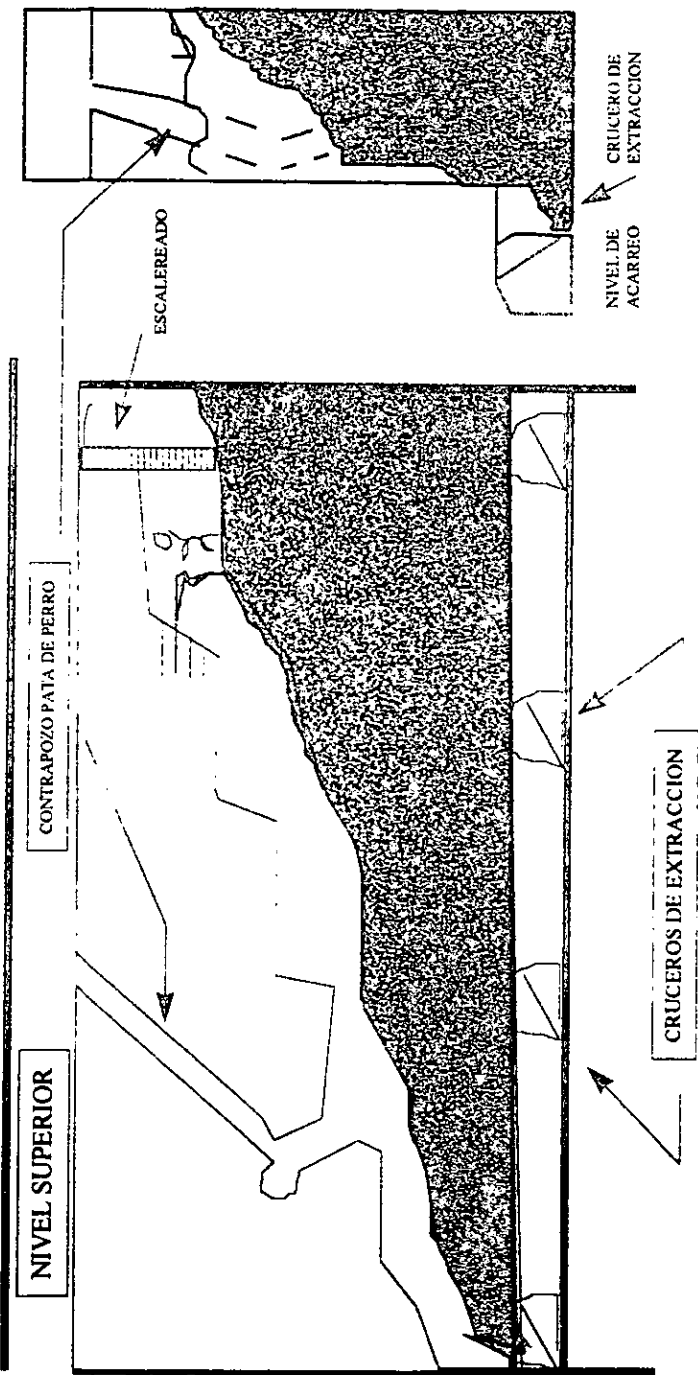 NIVEL SUPERIOR
CONTRAPOZO PATA DE PERRO
ESCALEREADO
CRUCEROS DE EXTRACCION
NIVEL DE
ACARREO
CRUCERO DE
EXTRACCION